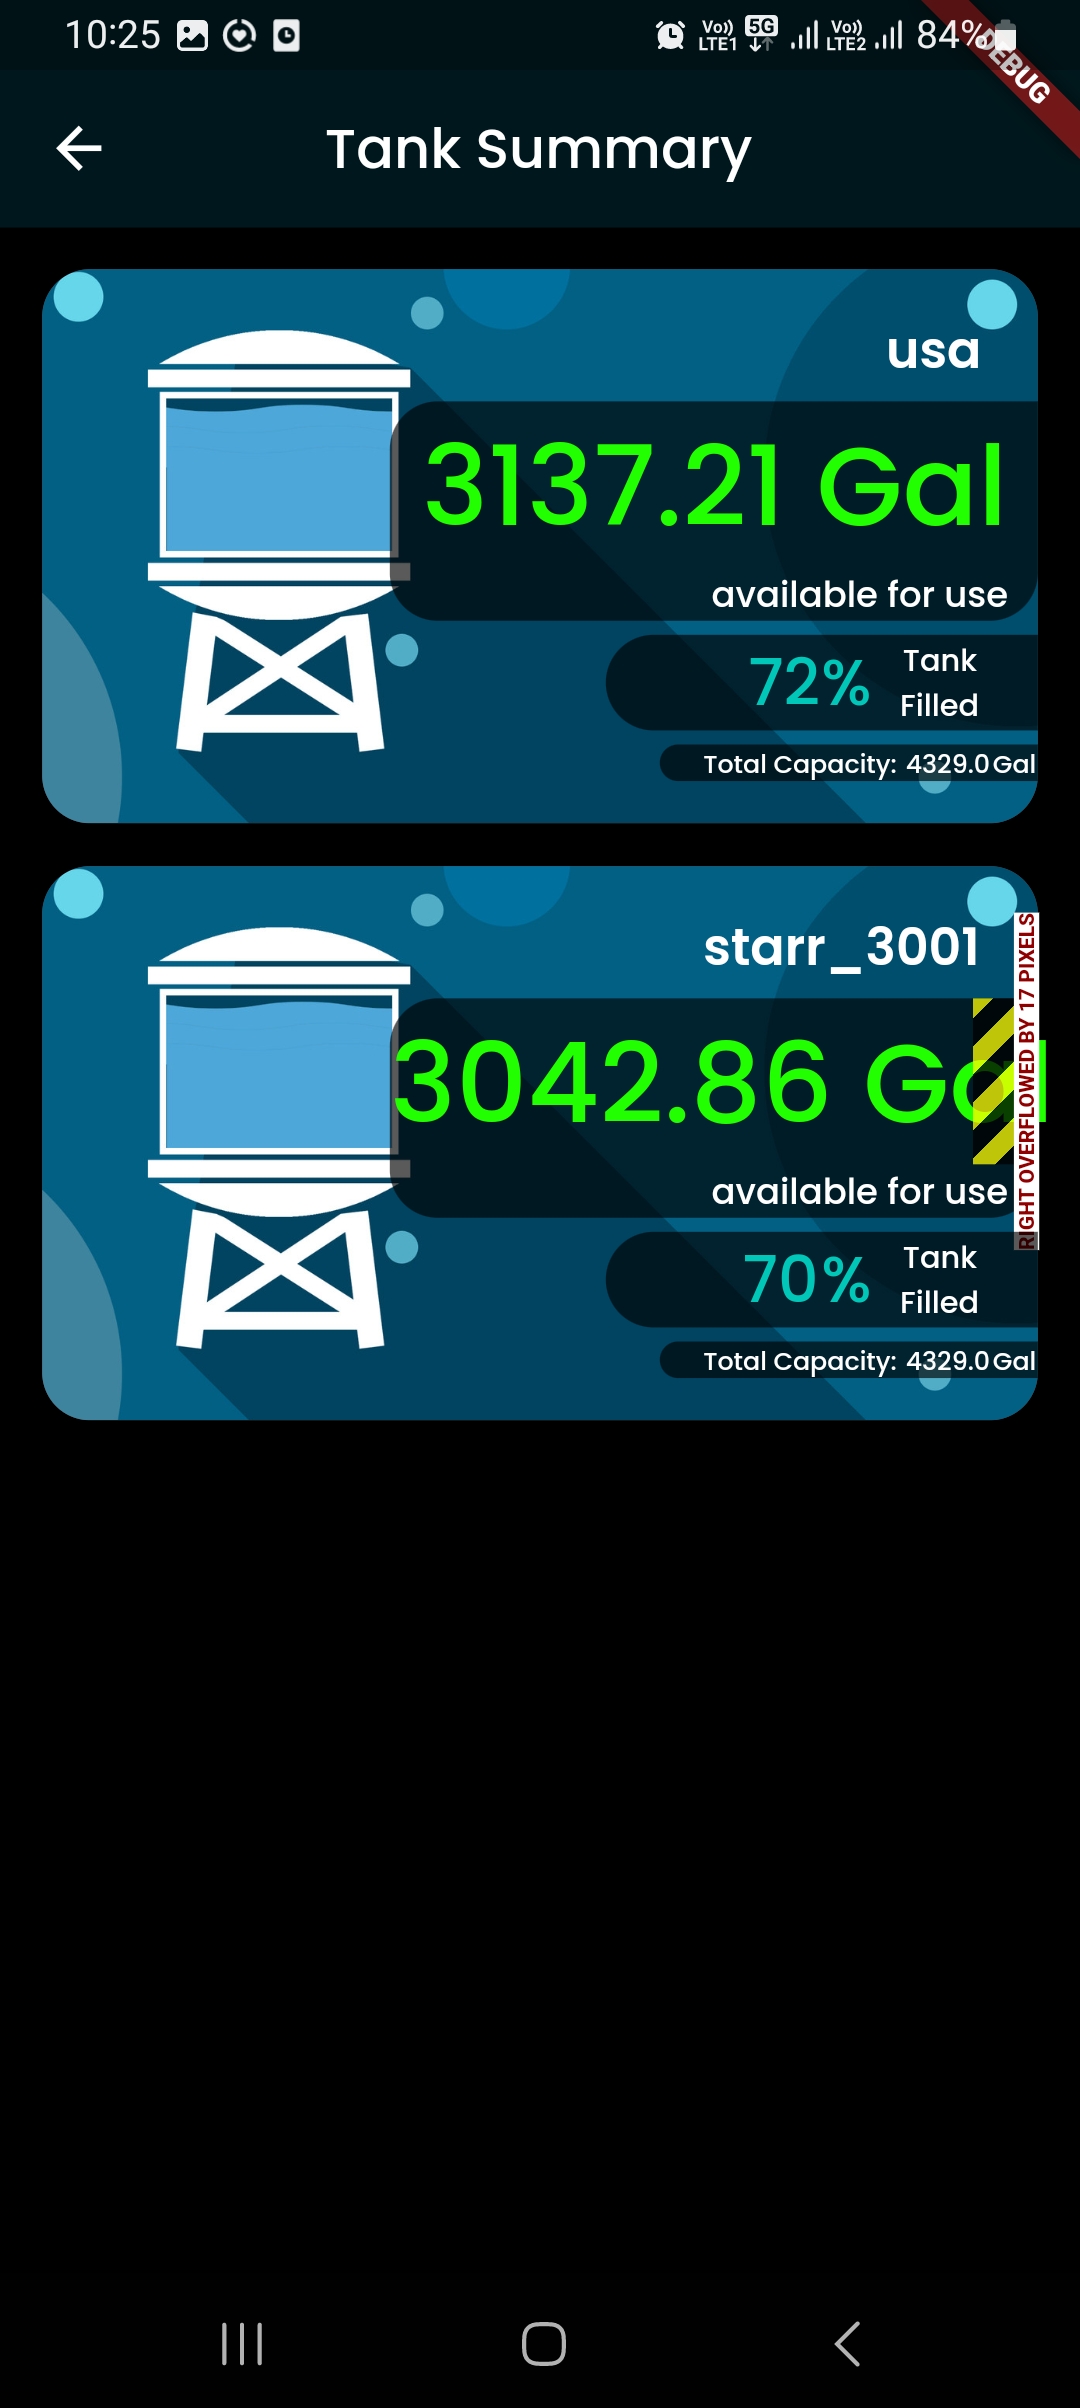 10:25 Vo)) LTE1 5G Vo)) LTE2 84%
DEBUG
Tank Summary
usa
3137.21 Gal
available for use
72% Tank
Filled
Total Capacity: 4329.0 Gal
starr_3001
3042.86 Gal
RIGHT OVERFLOWED BY 17 PIXELS
available for use
70% Tank
Filled
Total Capacity: 4329.0 Gal